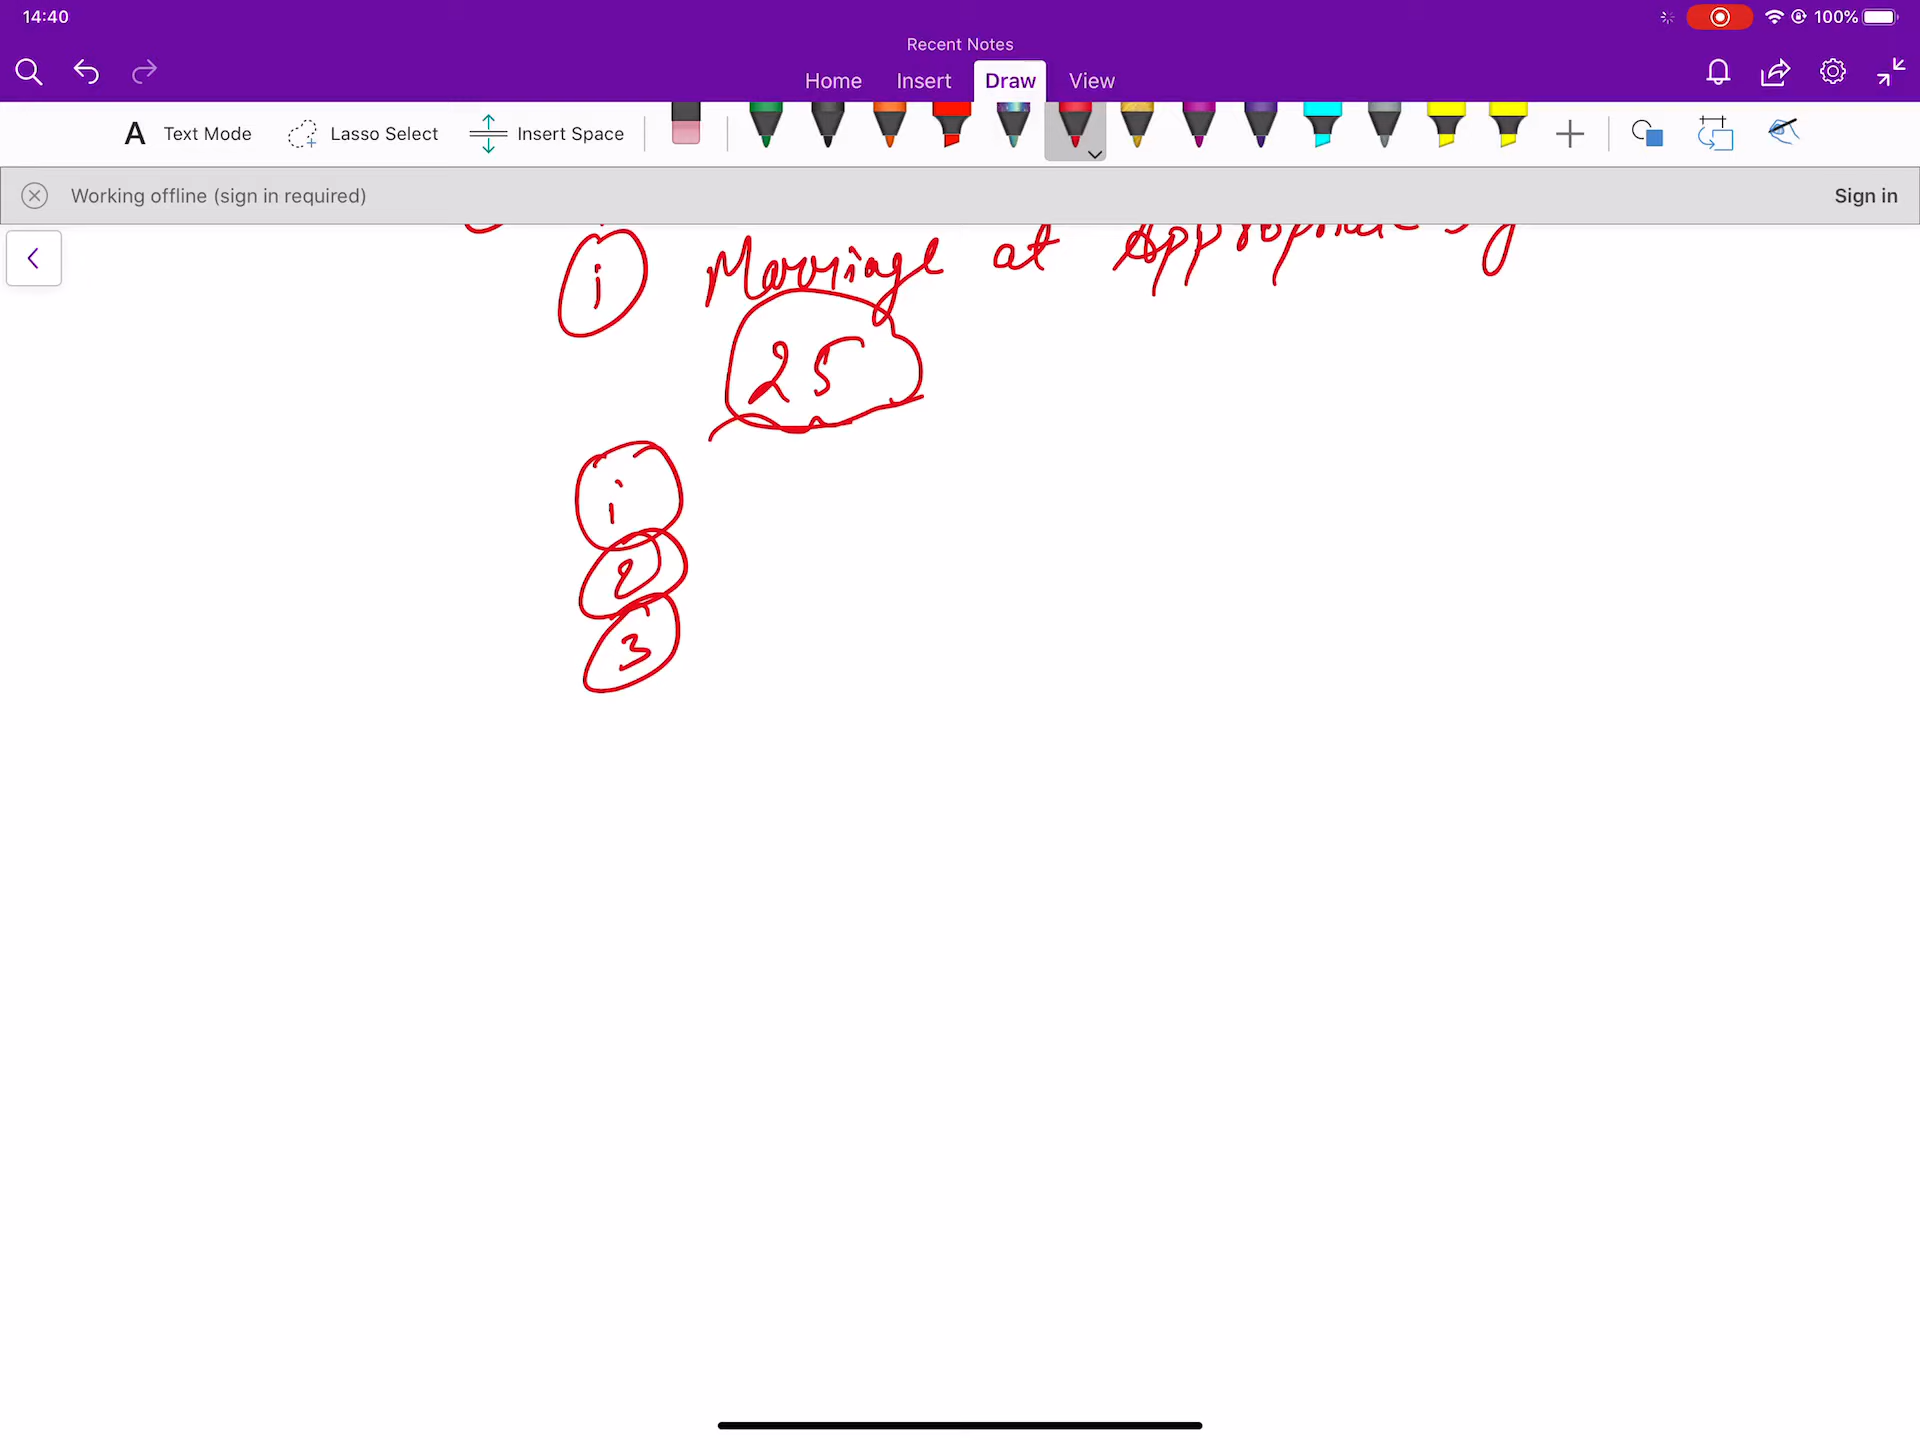 14:40
100%
Recent Notes
Home Insert Draw View
A Text Mode Lasso Select Insert Space
Working offline (sign in required) Sign in
i Marriage at Appropriate
25
i
2
3